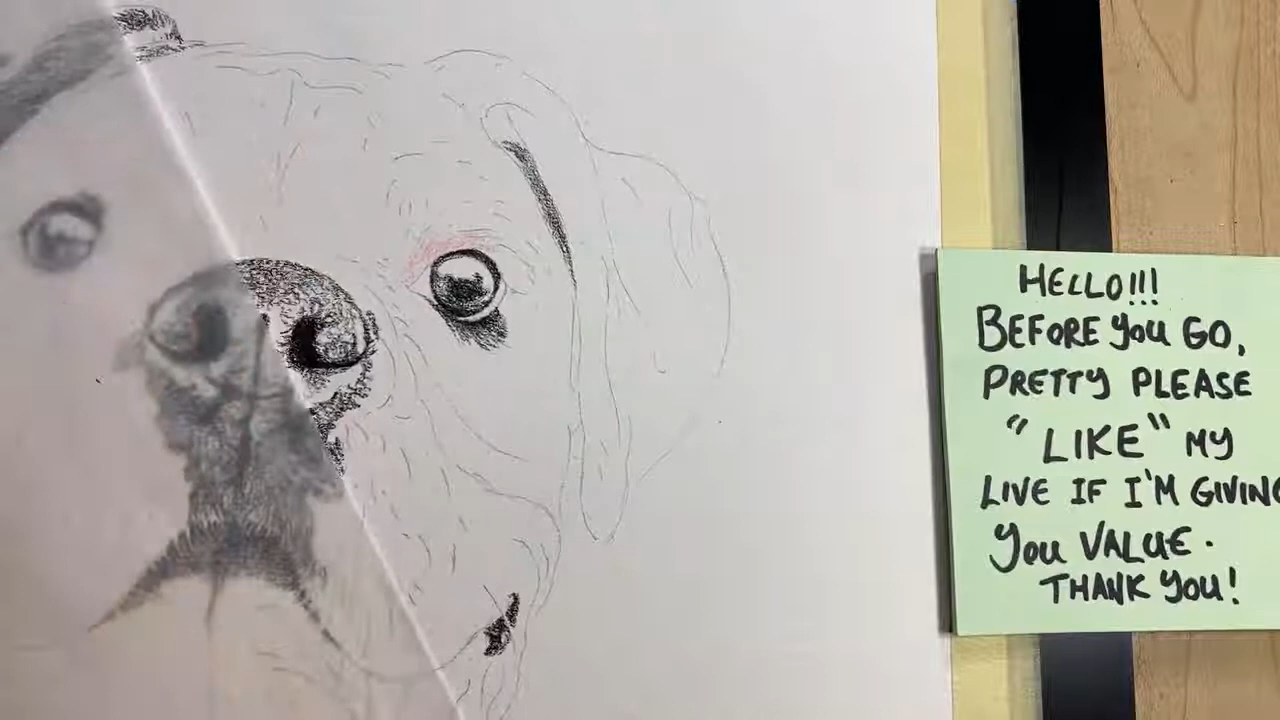 HELLO!!!
BEFORE YOU GO,
PRETTY PLEASE
"LIKE" MY
LIVE IF I'M GIVING
YOU VALUE.
THANK YOU!